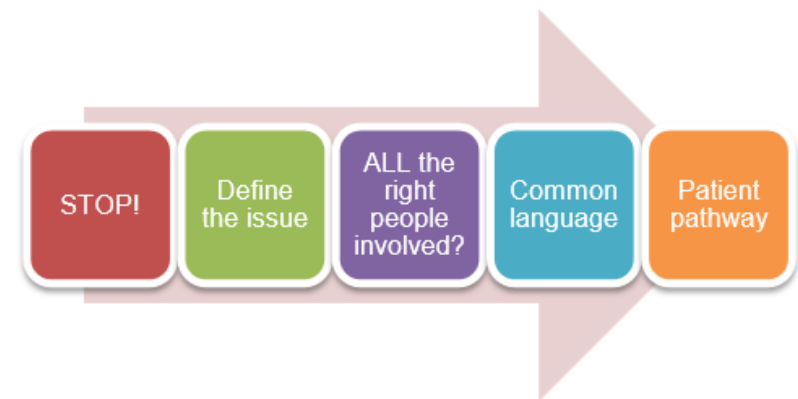 STOP!
Define
the issue
ALL the
right
people
involved?
Common
language
Patient
pathway